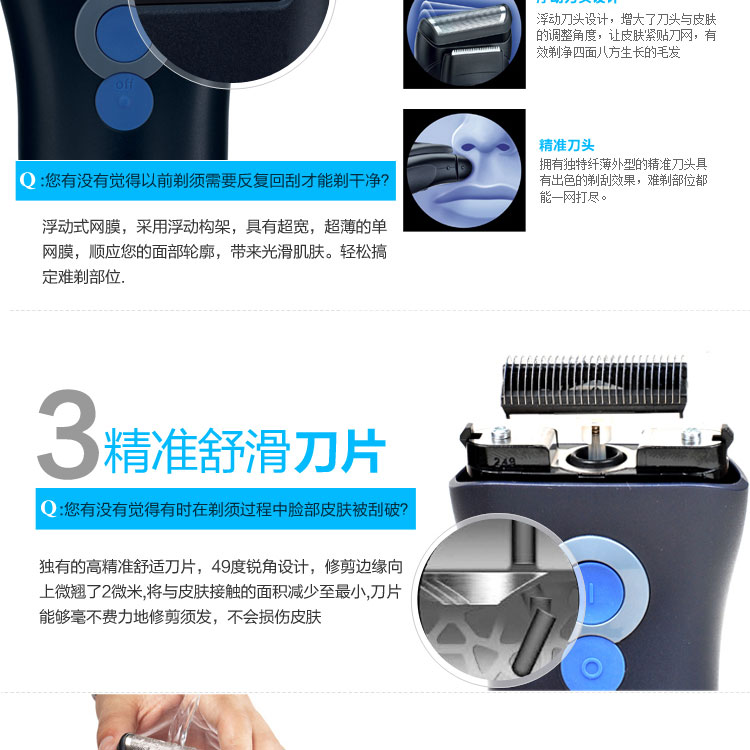 浮动刀头设计
浮动刀头设计，增大了刀头与皮肤
的调整角度，让皮肤紧贴刀网，有
效剃净四面八方生长的毛发
off
精准刀头
拥有独特纤薄外型的精准刀头具
有出色的剃刮效果，难剃部位都
能一网打尽。
Q:您有没有觉得以前剃须需要反复回刮才能剃干净?
浮动式网膜，采用浮动构架，具有超宽，超薄的单
网膜，顺应您的面部轮廓，带来光滑肌肤。轻松搞
定难剃部位.
3精准舒滑刀片
249
Q:您有没有觉得有时在剃须过程中脸部皮肤被刮破?
独有的高精准舒适刀片，49度锐角设计，修剪边缘向
上微翘了2微米,将与皮肤接触的面积减少至最小,刀片
能够毫不费力地修剪须发，不会损伤皮肤